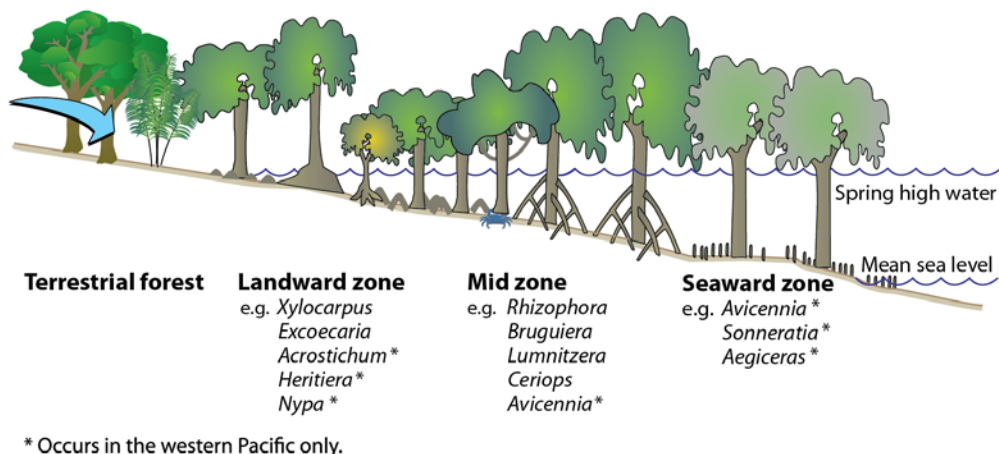 Spring high water
Mean sea level
Terrestrial forest
Landward zone
e.g. Xylocarpus
Excoecaria
Acrostichum *
Heritiera *
Nypa *
Mid zone
e.g. Rhizophora
Bruguiera
Lumnitzera
Ceriops
Avicennia *
Seaward zone
e.g. Avicennia *
Sonneratia *
Aegiceras *
* Occurs in the western Pacific only.